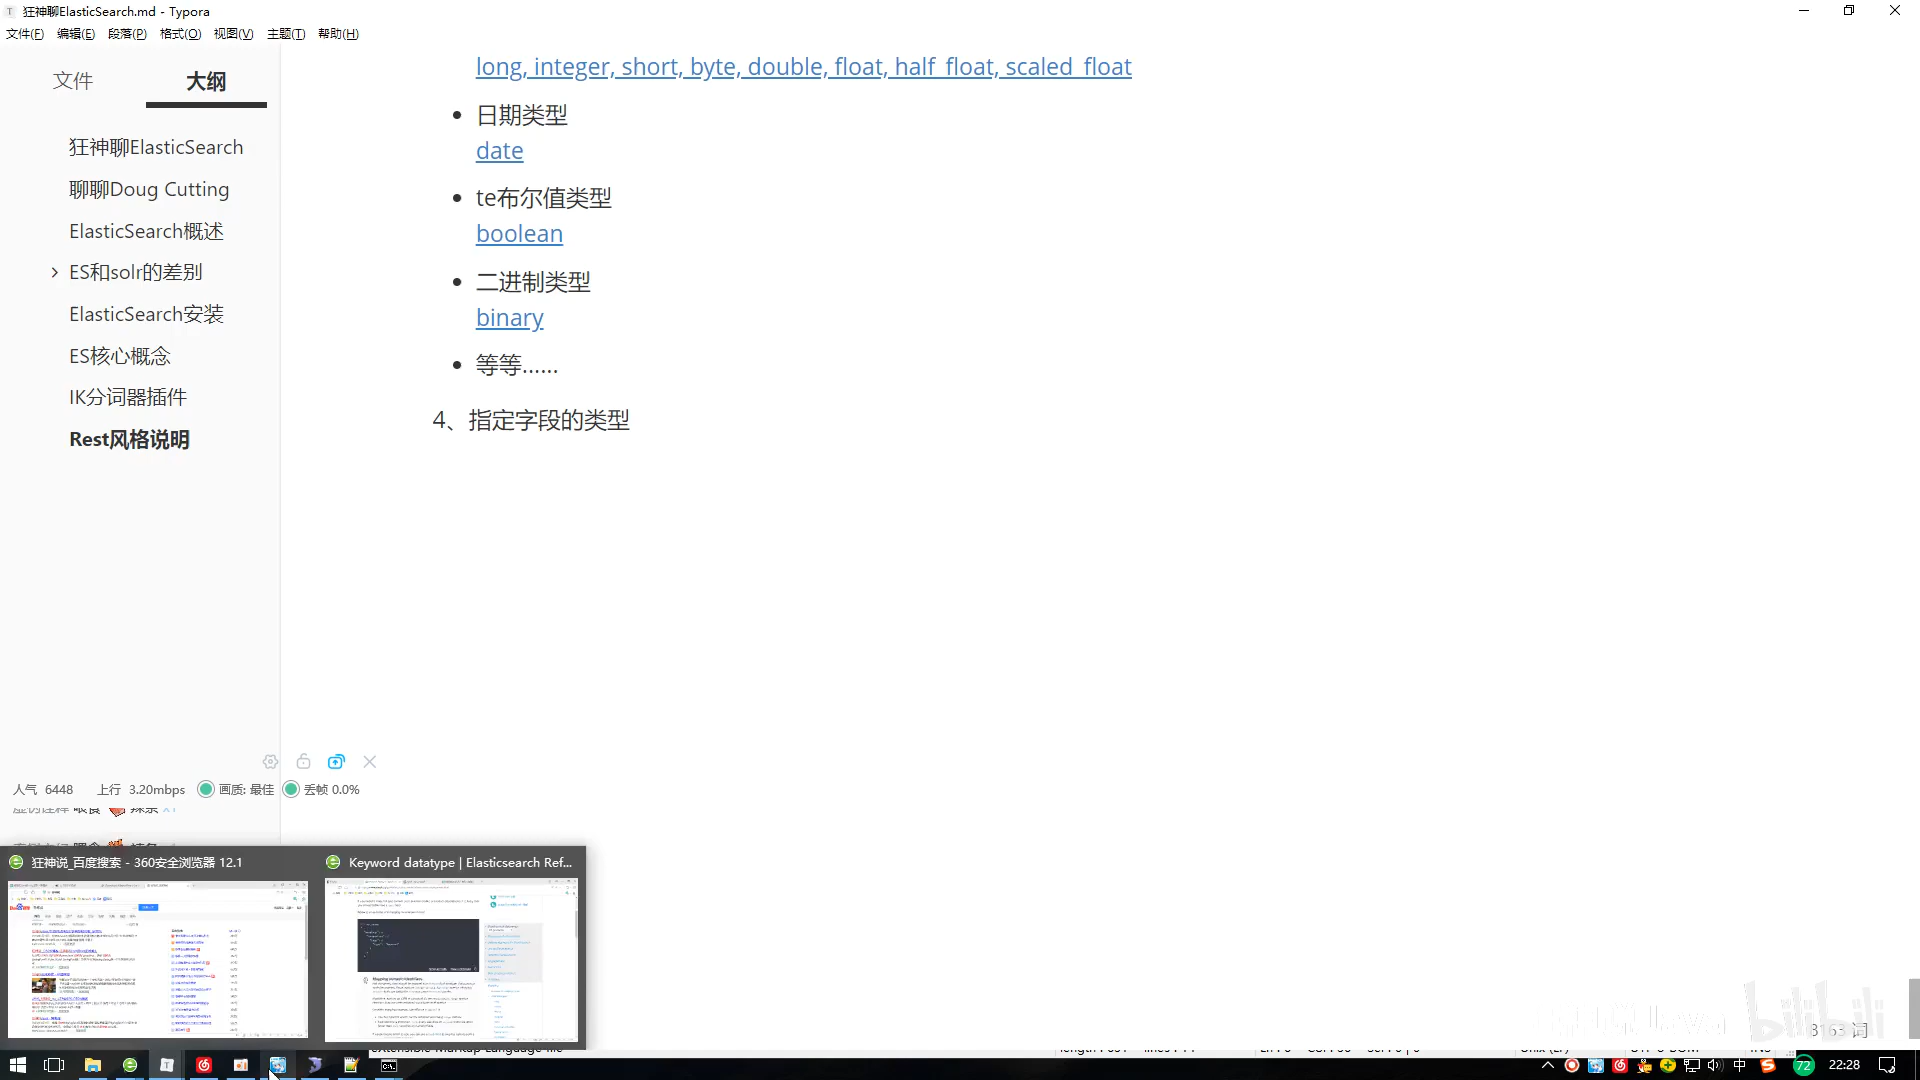 狂神聊ElasticSearch.md - Typora
文件(F) 编辑(E) 段落(P) 格式(O) 视图(V) 主题(T) 帮助(H)
文件 大纲
狂神聊ElasticSearch
聊聊Doug Cutting
ElasticSearch概述
ES和solr的差别
ElasticSearch安装
ES核心概念
IK分词器插件
Rest风格说明
long, integer, short, byte, double, float, half_float, scaled_float
日期类型
date
te布尔值类型
boolean
二进制类型
binary
等等......
4、指定字段的类型
人气 6448 上行 3.20mbps 画质: 最佳 丢帧 0.0%
狂神说_百度搜索 - 360安全浏览器 12.1
Keyword datatype | Elasticsearch Ref...
bilibili
8163 词
72
中
22:28